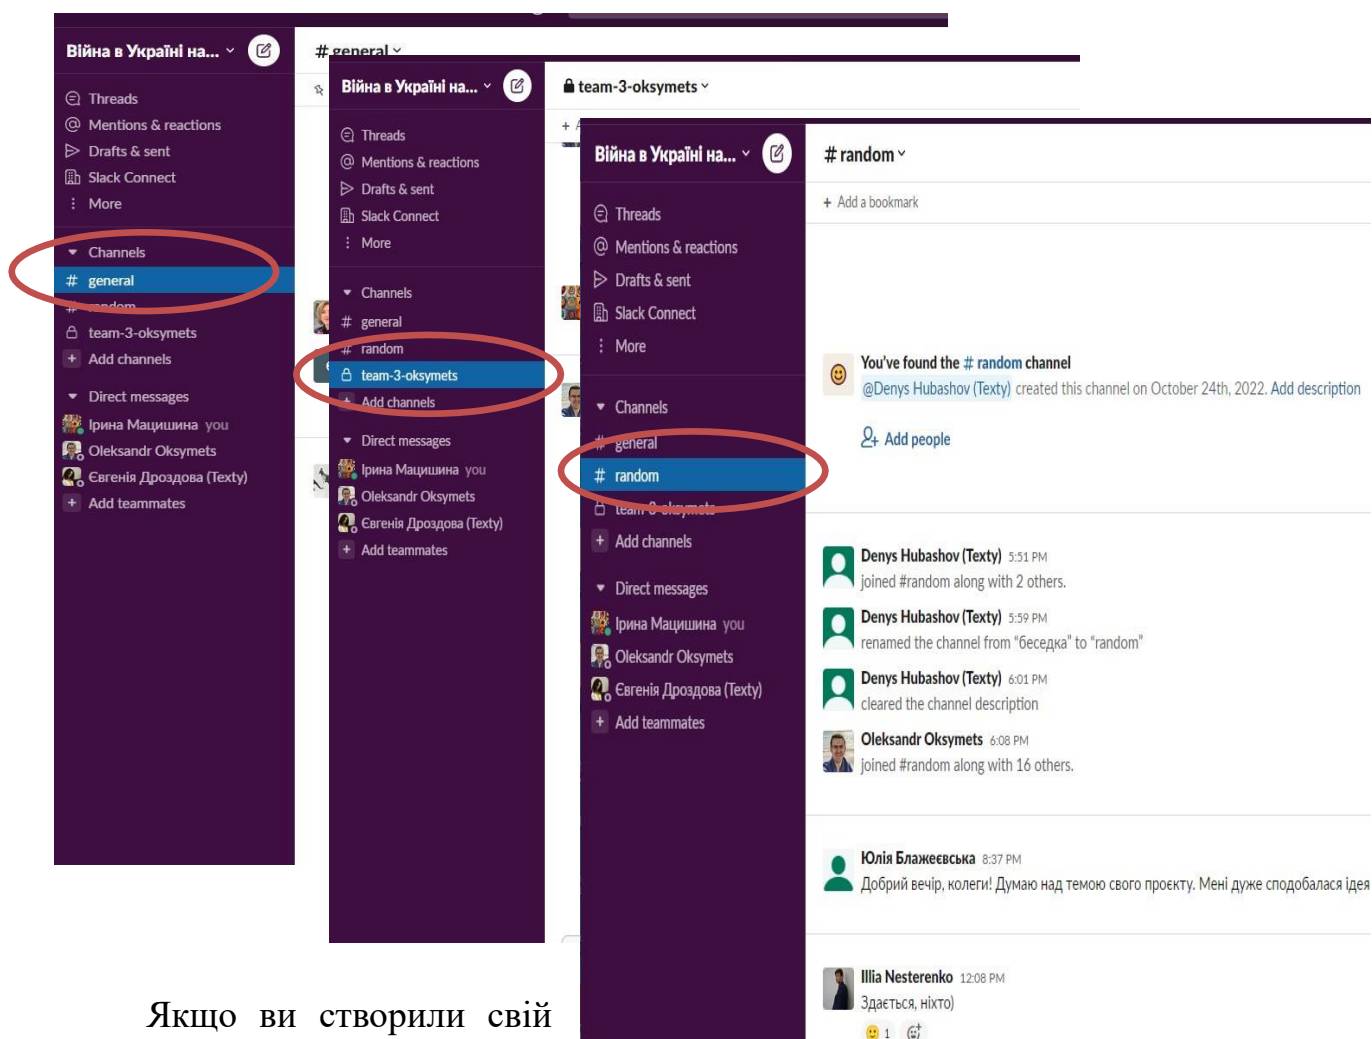 Війна в Україні на...
Threads
Mentions & reactions
Drafts & sent
Slack Connect
More
Channels
# general
# random
team-3-oksymets
+ Add channels
Direct messages
Ірина Мацишина you
Oleksandr Oksymets
Євгенія Дроздова (Texty)
+ Add teammates
# general
Війна в Україні на...
Threads
Mentions & reactions
Drafts & sent
Slack Connect
More
Channels
# general
# random
team-3-oksymets
+ Add channels
Direct messages
Ірина Мацишина you
Oleksandr Oksymets
Євгенія Дроздова (Texty)
+ Add teammates
team-3-oksymets
Війна в Україні на...
Threads
Mentions & reactions
Drafts & sent
Slack Connect
More
Channels
# general
# random
team-3-oksymets
+ Add channels
Direct messages
Ірина Мацишина you
Oleksandr Oksymets
Євгенія Дроздова (Texty)
+ Add teammates
# random
+ Add a bookmark
You've found the # random channel
@Denys Hubashov (Texty) created this channel on October 24th, 2022. Add description
Add people
Denys Hubashov (Texty) 5:51 PM
joined #random along with 2 others.
Denys Hubashov (Texty) 5:59 PM
renamed the channel from “беседка” to “random”
Denys Hubashov (Texty) 6:01 PM
cleared the channel description
Oleksandr Oksymets 6:08 PM
joined #random along with 16 others.
Юлія Блажеєвська 8:37 PM
Добрий вечір, колеги! Думаю над темою свого проєкту. Мені дуже сподобалася ідея
Illia Nesterenko 12:08 PM
Здається, ніхто)
1
Якщо ви створили свій